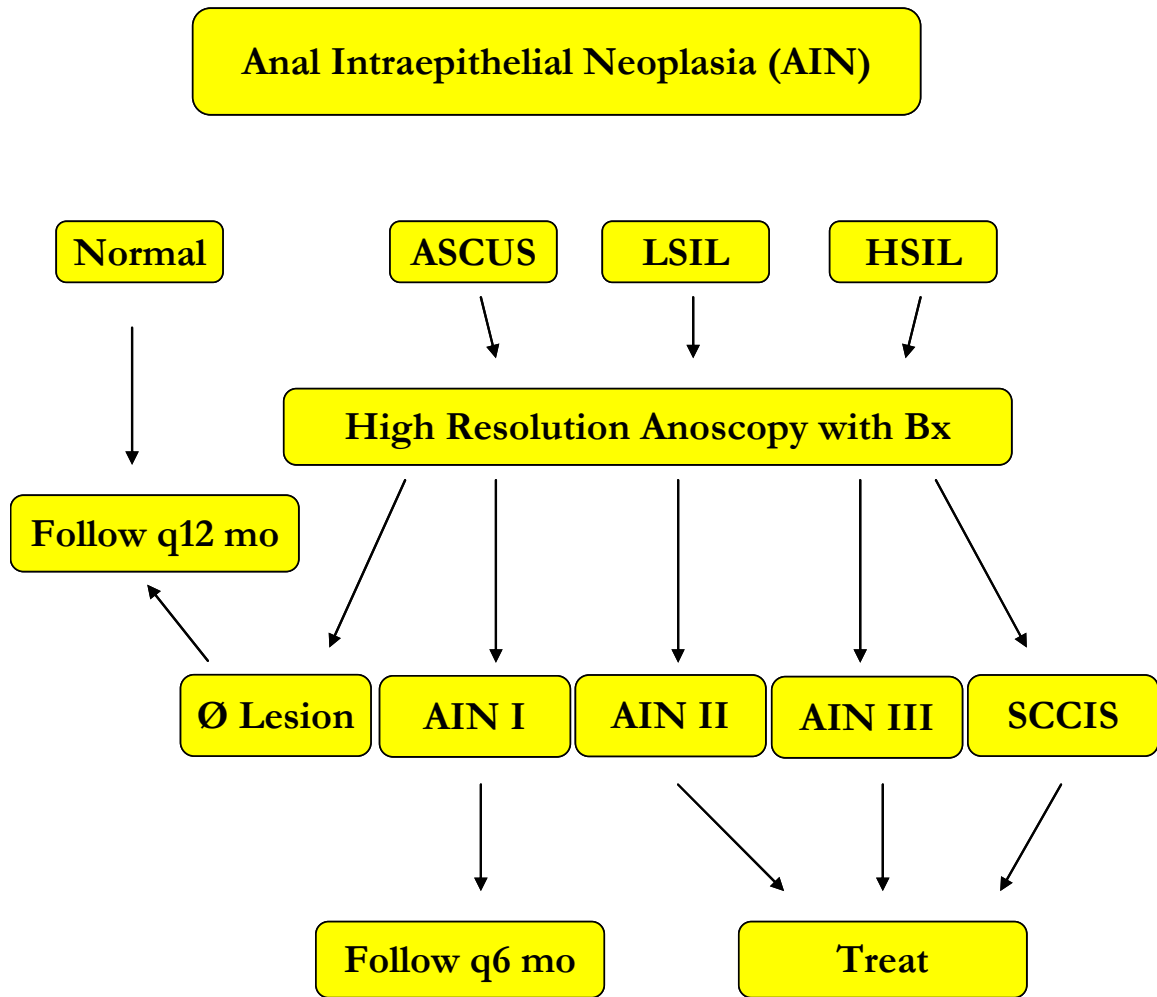 Anal Intraepithelial Neoplasia (AIN)
Normal
ASCUS
LSIL
HSIL
High Resolution Anoscopy with Bx
Follow q12 mo
Ø Lesion
AIN I
AIN II
AIN III
SCCIS
Follow q6 mo
Treat